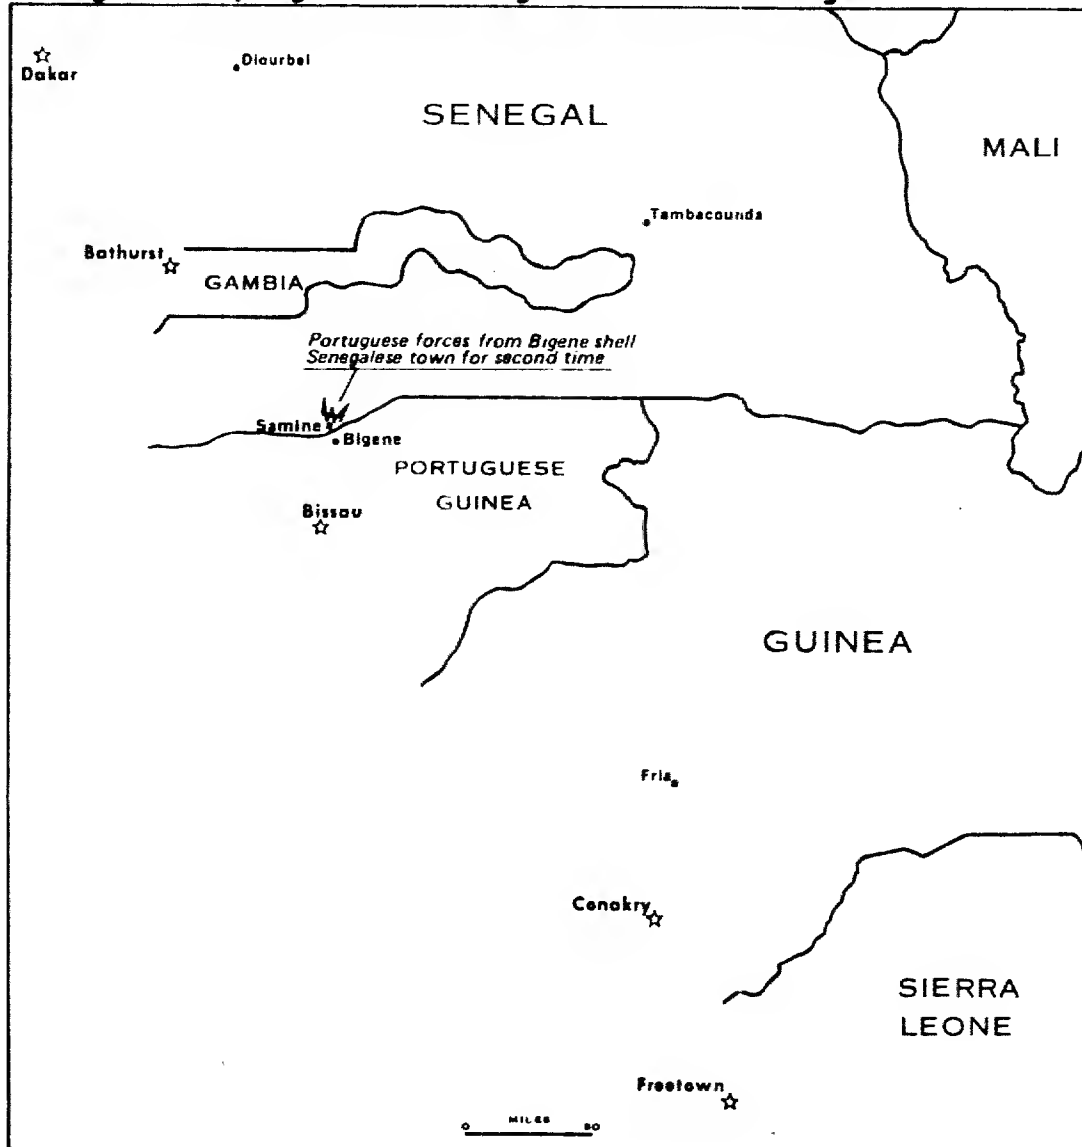 Dakar
Diourbel
SENEGAL
MALI
Tambacounda
Bathurst
GAMBIA
Portuguese forces from Bigene shell
Senegalese town for second time
Samine
Bigene
PORTUGUESE
GUINEA
Bissau
GUINEA
Fria
Conakry
SIERRA
LEONE
Freetown
0 MILES 50